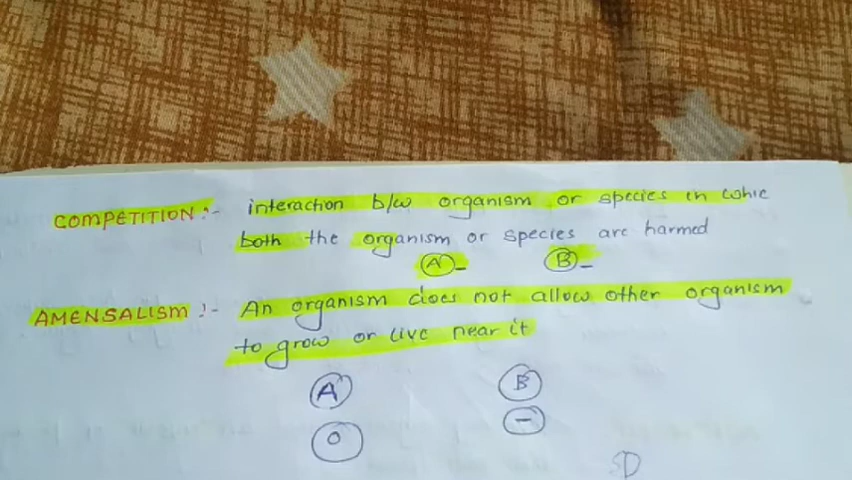 COMPETITION:- interaction b/w organism or species in whic
both the organism or species are harmed
A - B -
AMENSALISM :- An organism does not allow other organism
to grow or live near it
A B
O -
SD